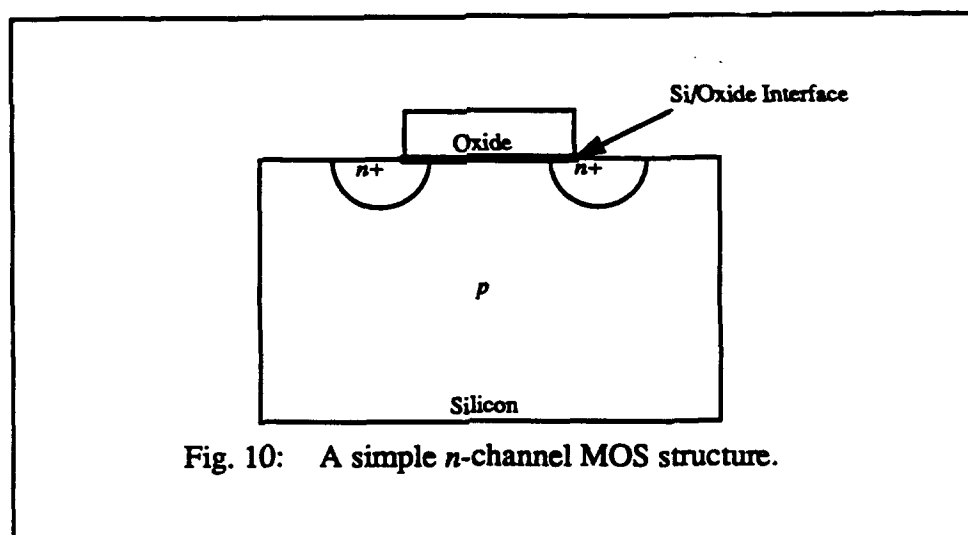 Si/Oxide Interface
Oxide
n+ n+
p
Silicon
Fig. 10: A simple n-channel MOS structure.